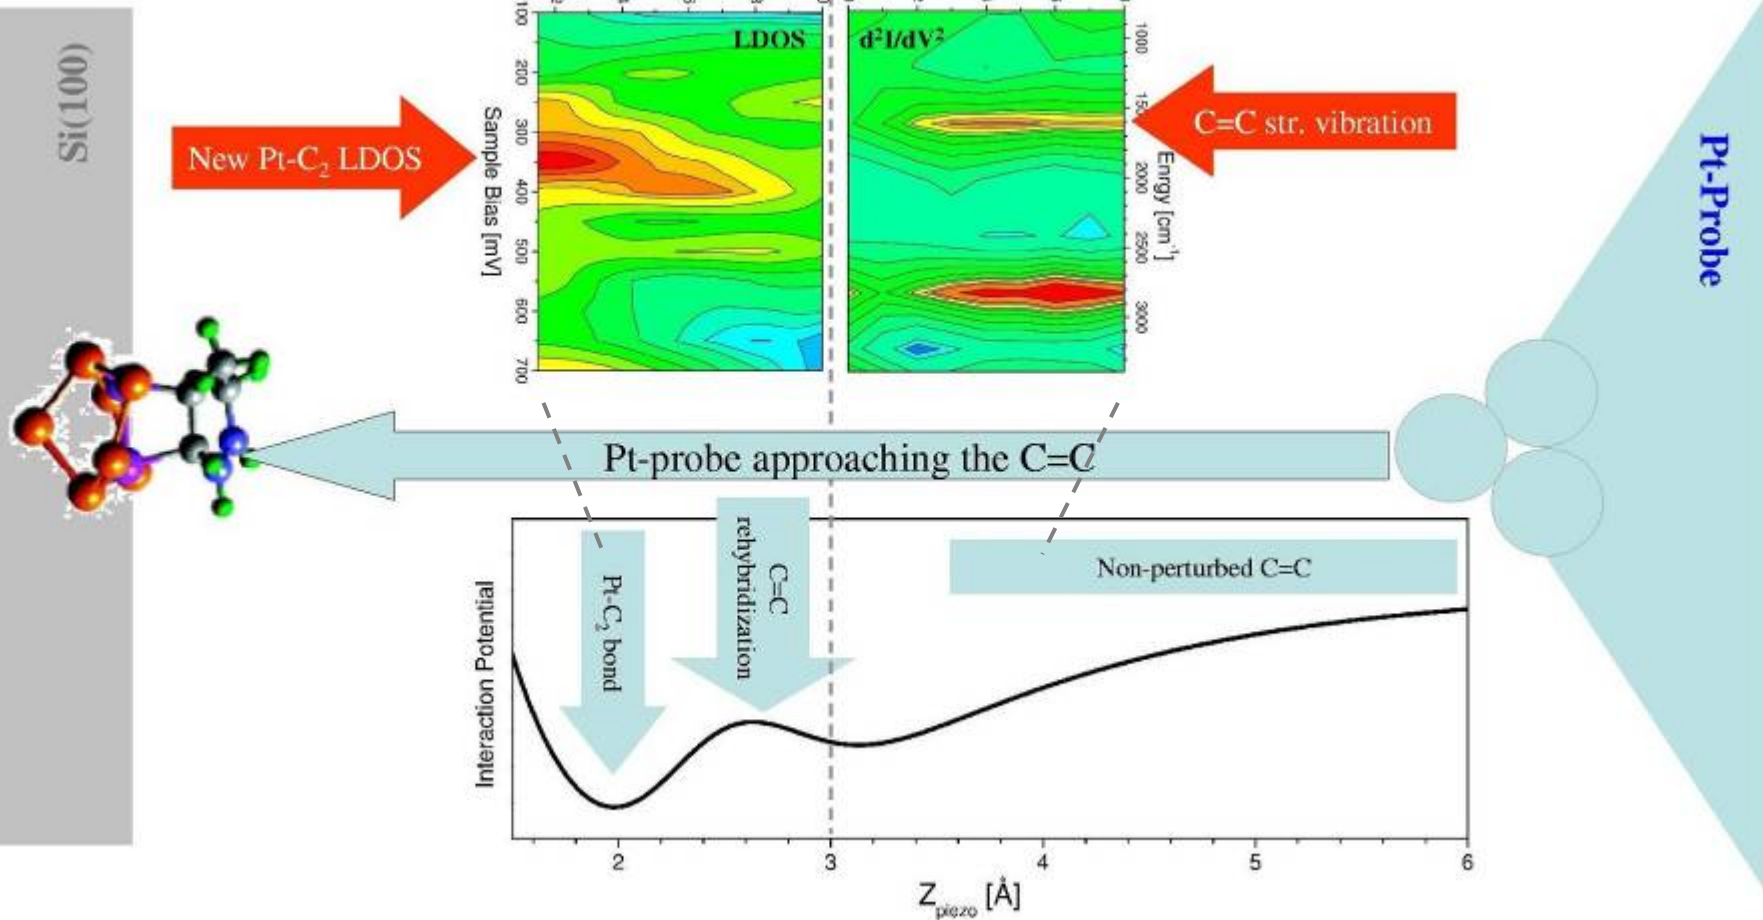 Si(100)
New Pt-C₂ LDOS
Sample Bias [mV]
100
200
300
400
500
600
700
LDOS
d²I/dV²
1000
150
2000
2500
3000
Enrgy [cm⁻¹]
C=C str. vibration
Pt-Probe
Pt-probe approaching the C=C
Interaction Potential
Pt-C₂ bond
C=C
rehybridization
Non-perturbed C=C
2
3
4
5
6
Z_piezo [Å]